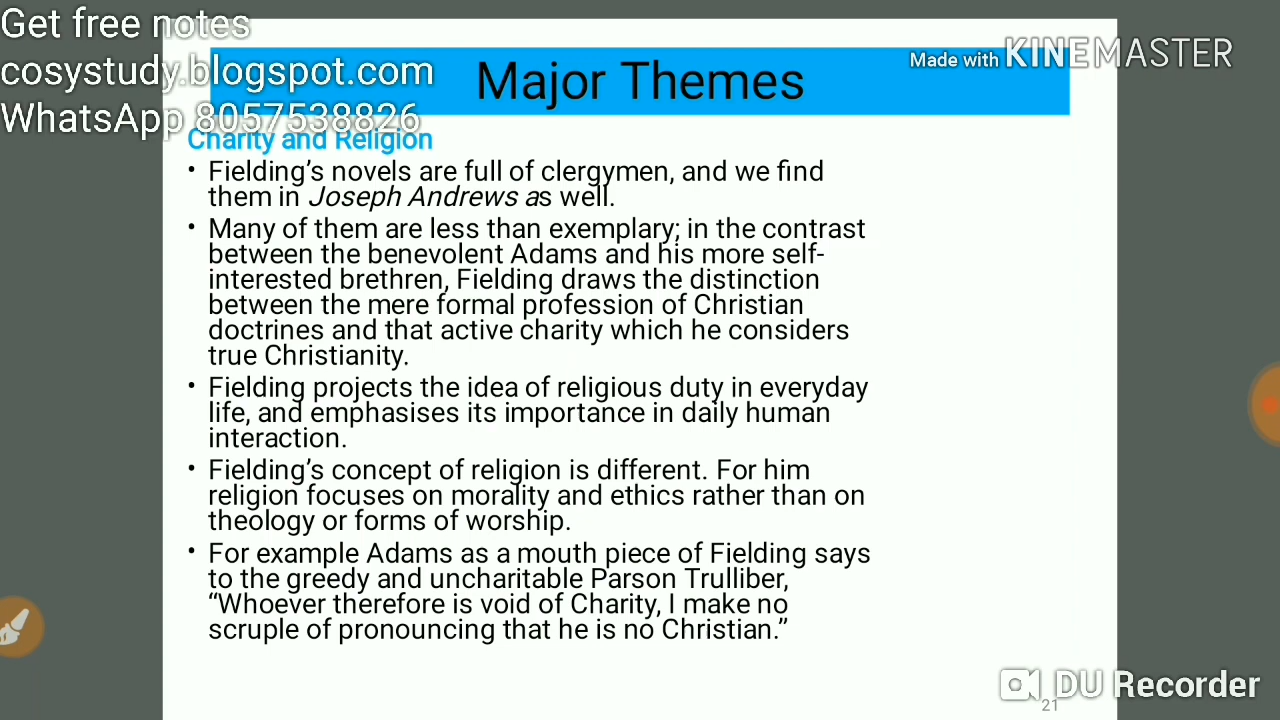 Get free notes
cosystudy.blogspot.com
WhatsApp 8057538826
Made with KINEMASTER
Major Themes
Charity and Religion
• Fielding's novels are full of clergymen, and we find
them in Joseph Andrews as well.
• Many of them are less than exemplary; in the contrast
between the benevolent Adams and his more self-
interested brethren, Fielding draws the distinction
between the mere formal profession of Christian
doctrines and that active charity which he considers
true Christianity.
• Fielding projects the idea of religious duty in everyday
life, and emphasises its importance in daily human
interaction.
• Fielding's concept of religion is different. For him
religion focuses on morality and ethics rather than on
theology or forms of worship.
• For example Adams as a mouth piece of Fielding says
to the greedy and uncharitable Parson Trulliber,
“Whoever therefore is void of Charity, I make no
scruple of pronouncing that he is no Christian.”
DU Recorder
21